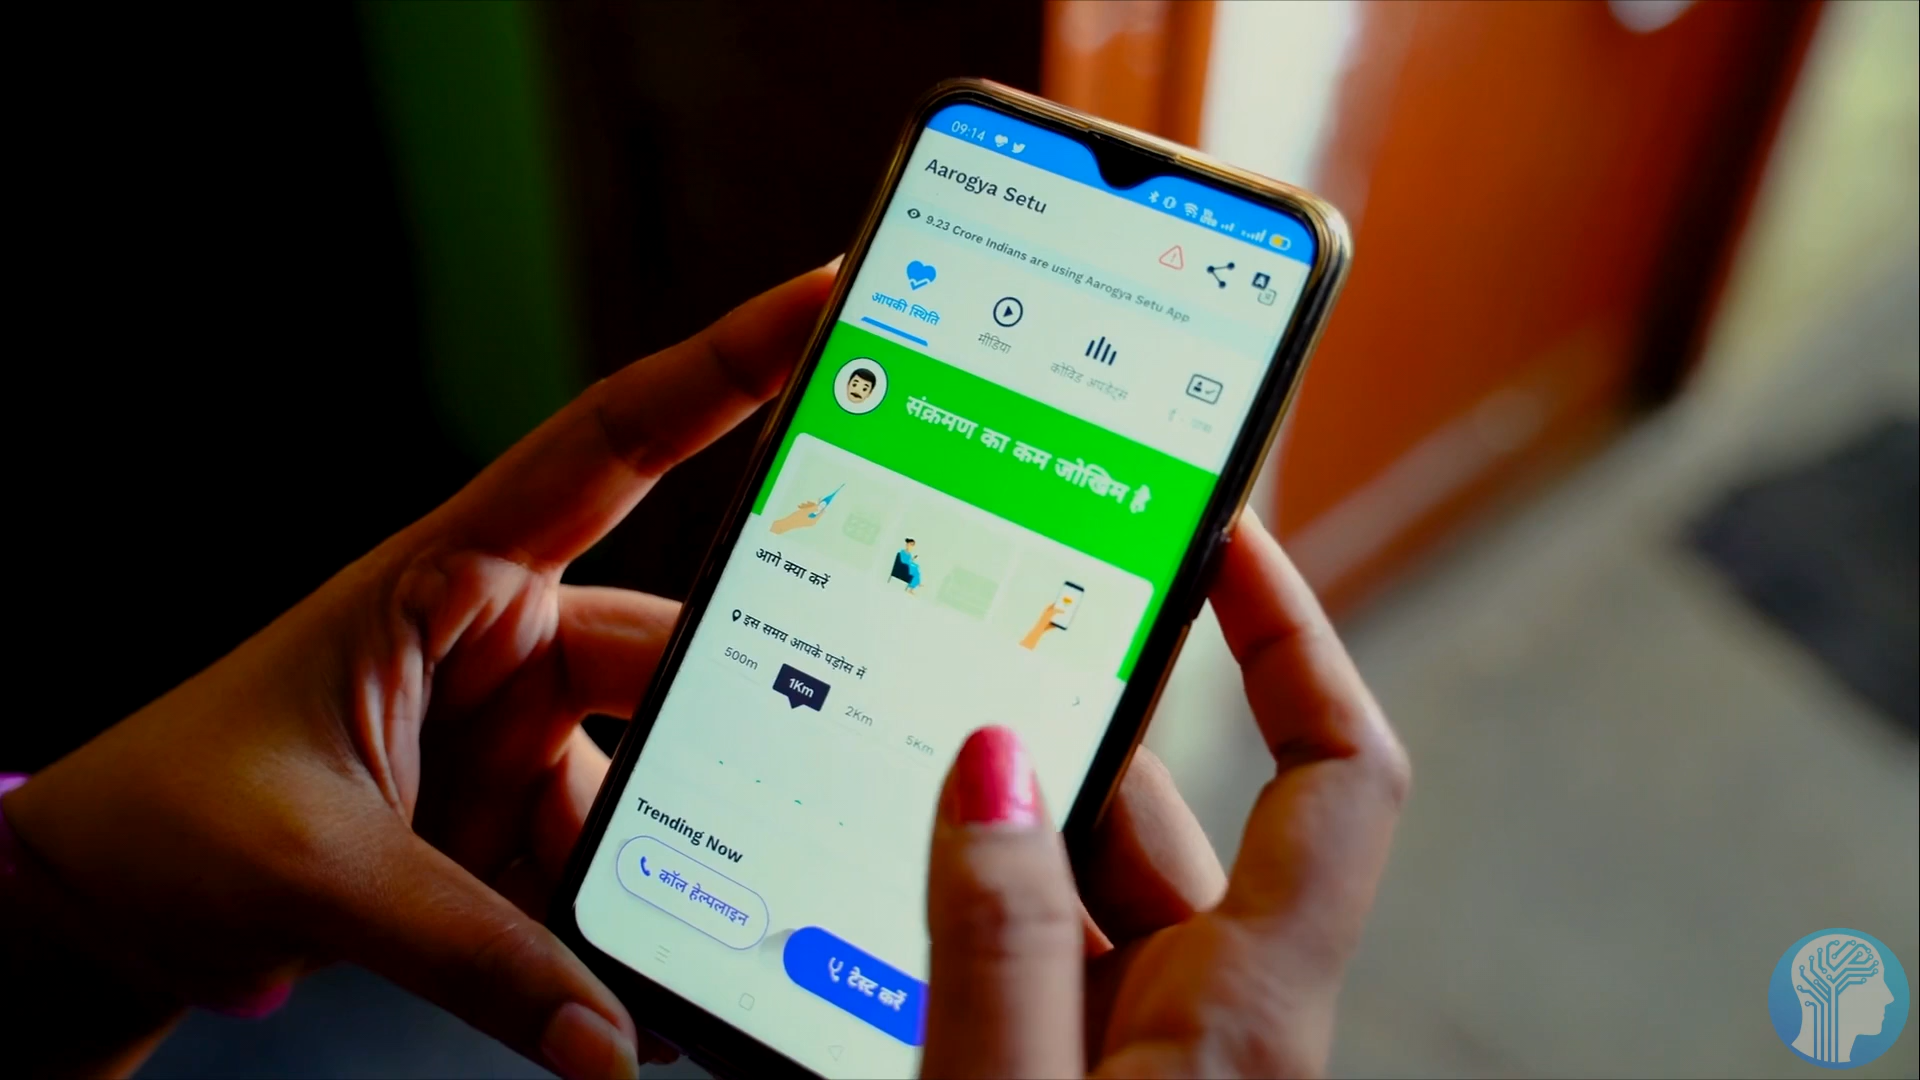 09:14
Aarogya Setu
9.23 Crore Indians are using Aarogya Setu App
आपकी स्थिति
मीडिया
कोविड अपडेट्स
संक्रमण का कम जोखिम है
आगे क्या करें
इस समय आपके पड़ोस में
500m
1Km
2Km
5Km
Trending Now
कॉल हेल्पलाइन
टेस्ट करें